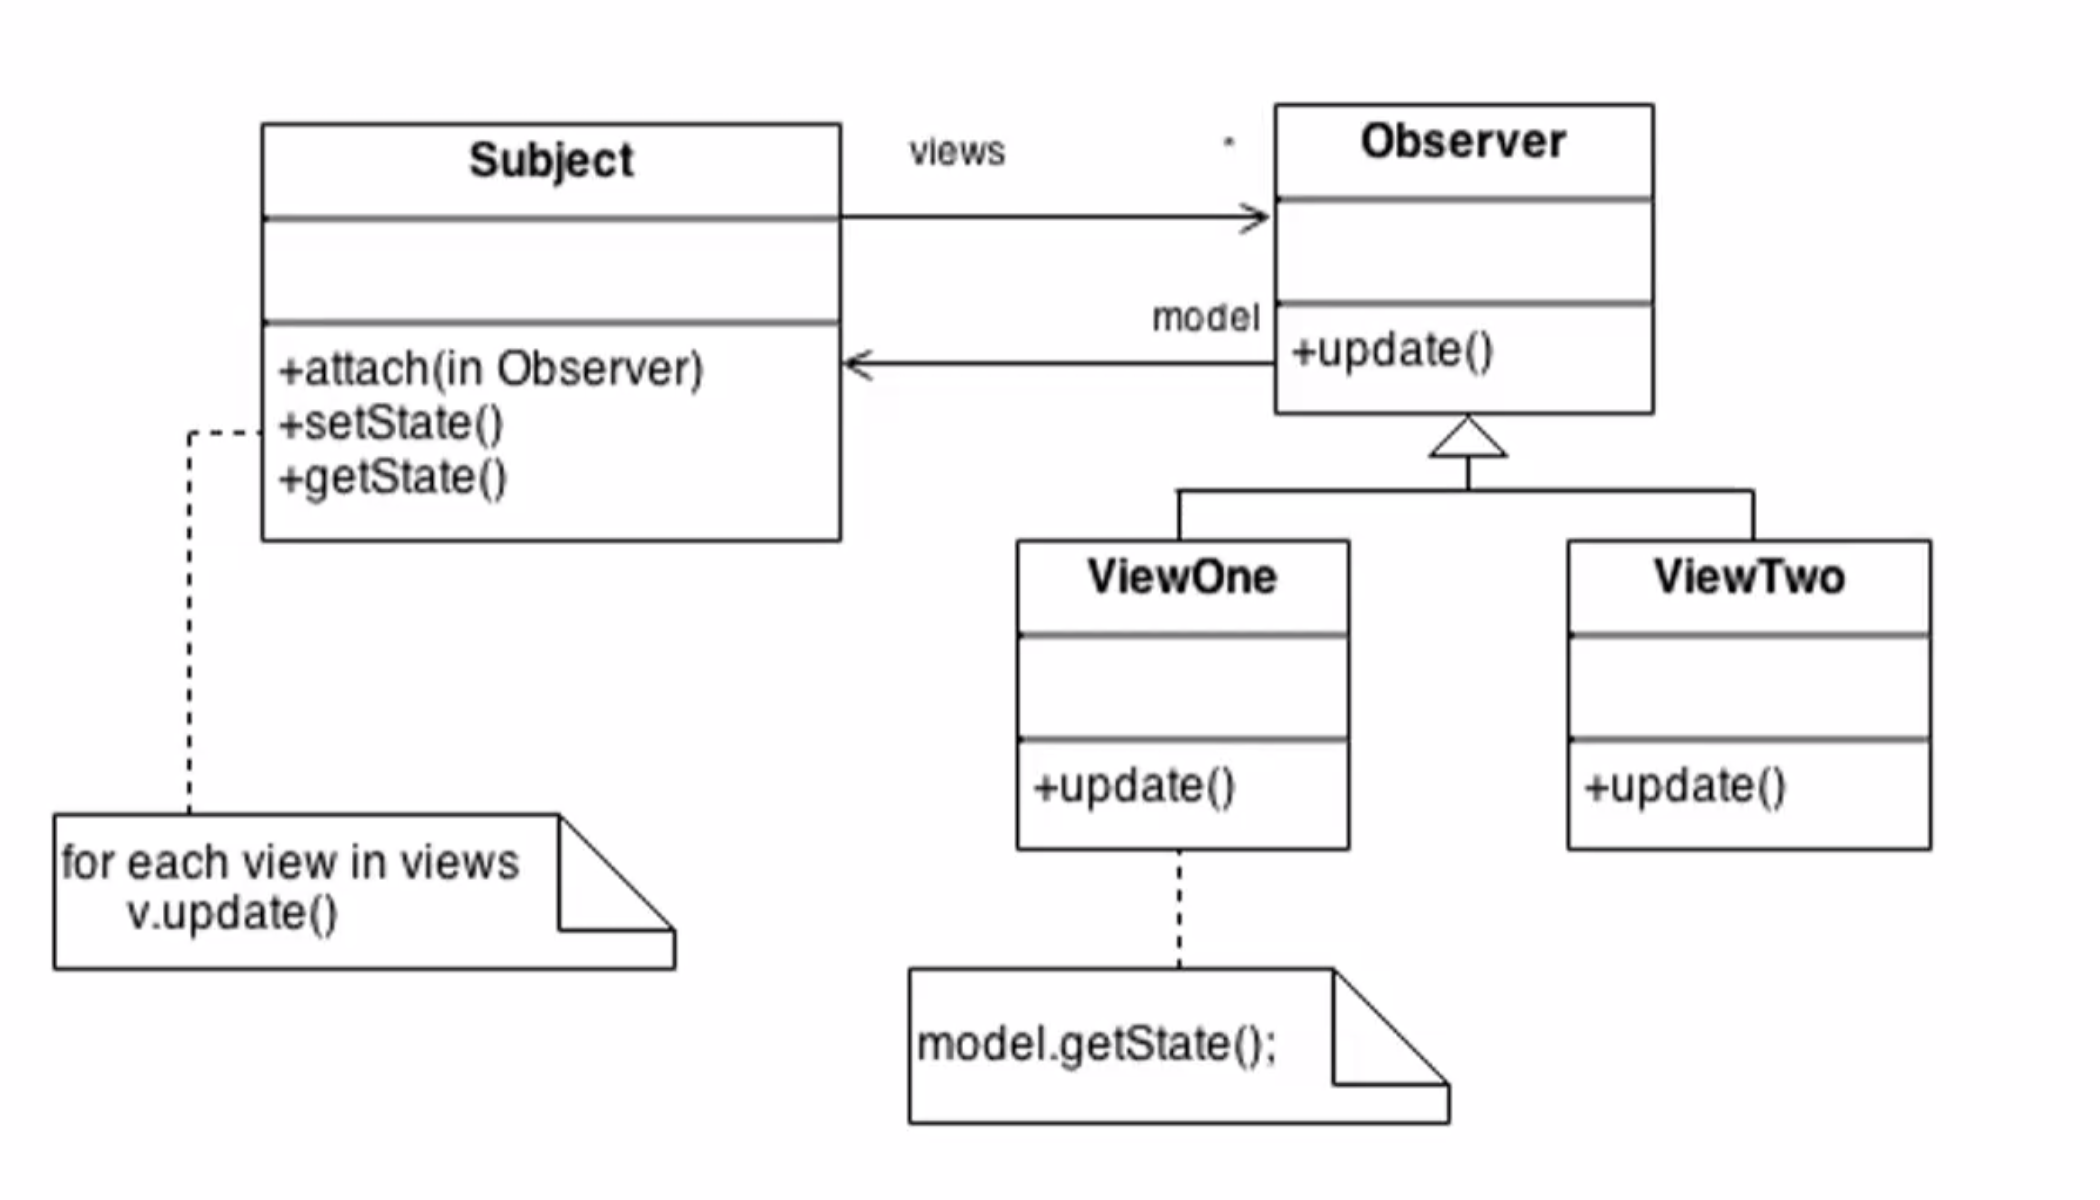 Subject
+attach(in Observer)
+setState()
+getState()
views
*
model
Observer
+update()
ViewOne
+update()
ViewTwo
+update()
for each view in views
v.update()
model.getState();